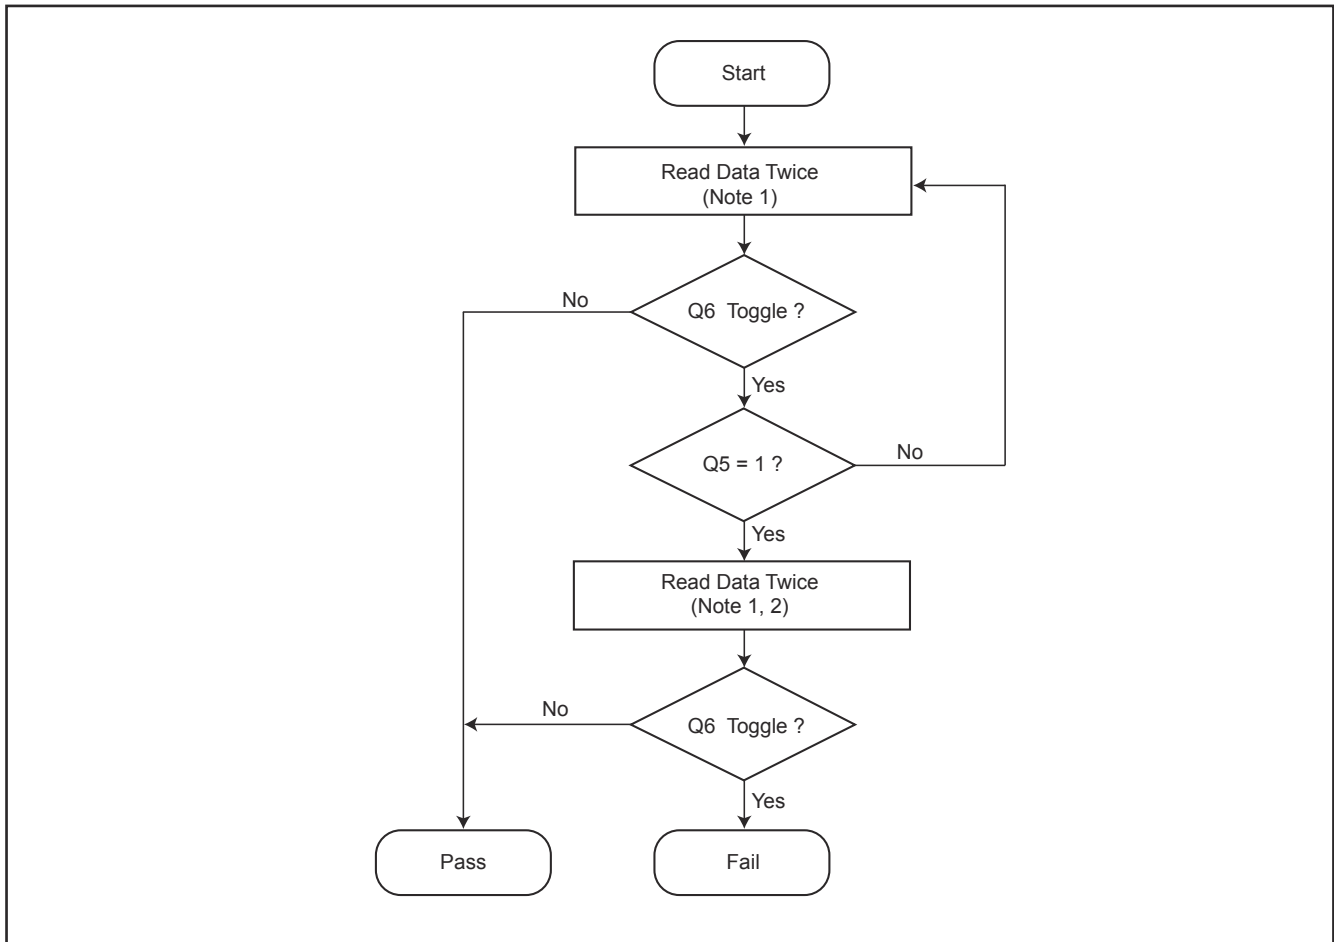 Start
Read Data Twice
(Note 1)
Q6 Toggle ?
No
Yes
Q5 = 1 ?
No
Yes
Read Data Twice
(Note 1, 2)
Q6 Toggle ?
No
Yes
Pass
Fail